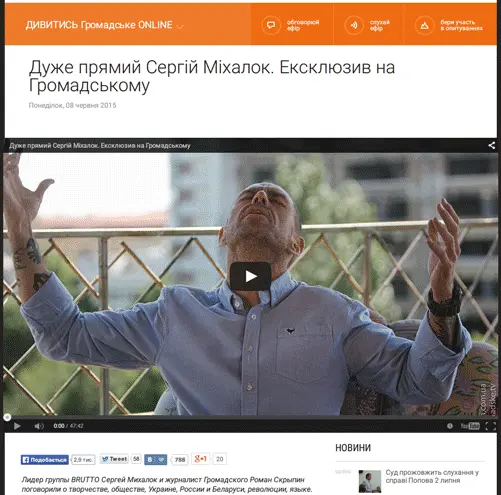 ДИВИТИСЬ Громадське ONLINE
обговорюй
ефір
слухай
ефір
бери участь
в опитуваннях
Дуже прямий Сергій Міхалок. Ексклюзив на
Громадському
Понеділок, 08 червня 2015
Дуже прямий Сергій Міхалок. Ексклюзив на Громадському
0:00 / 47:42
YouTube
Подобається 2,9 тис. Tweet 58 B 788 g+1 20
Лидер группы BRUTTO Сергей Михалок и журналист Громадского Роман Скрыпин
поговорили о творчестве, обществе, Украине, России и Беларуси, революции, языке.
НОВИНИ
Суд продовжить слухання у
справі Попова 2 липня